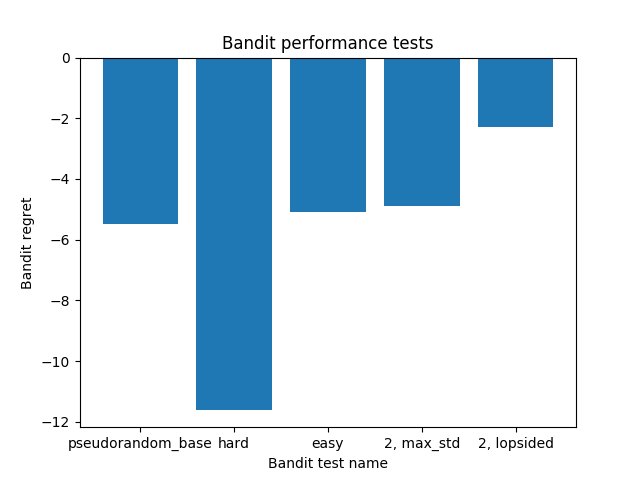 Bandit performance tests
0
−2
−4
−6
−8
−10
−12
Bandit regret
pseudorandom_base hard easy 2, max_std 2, lopsided
Bandit test name